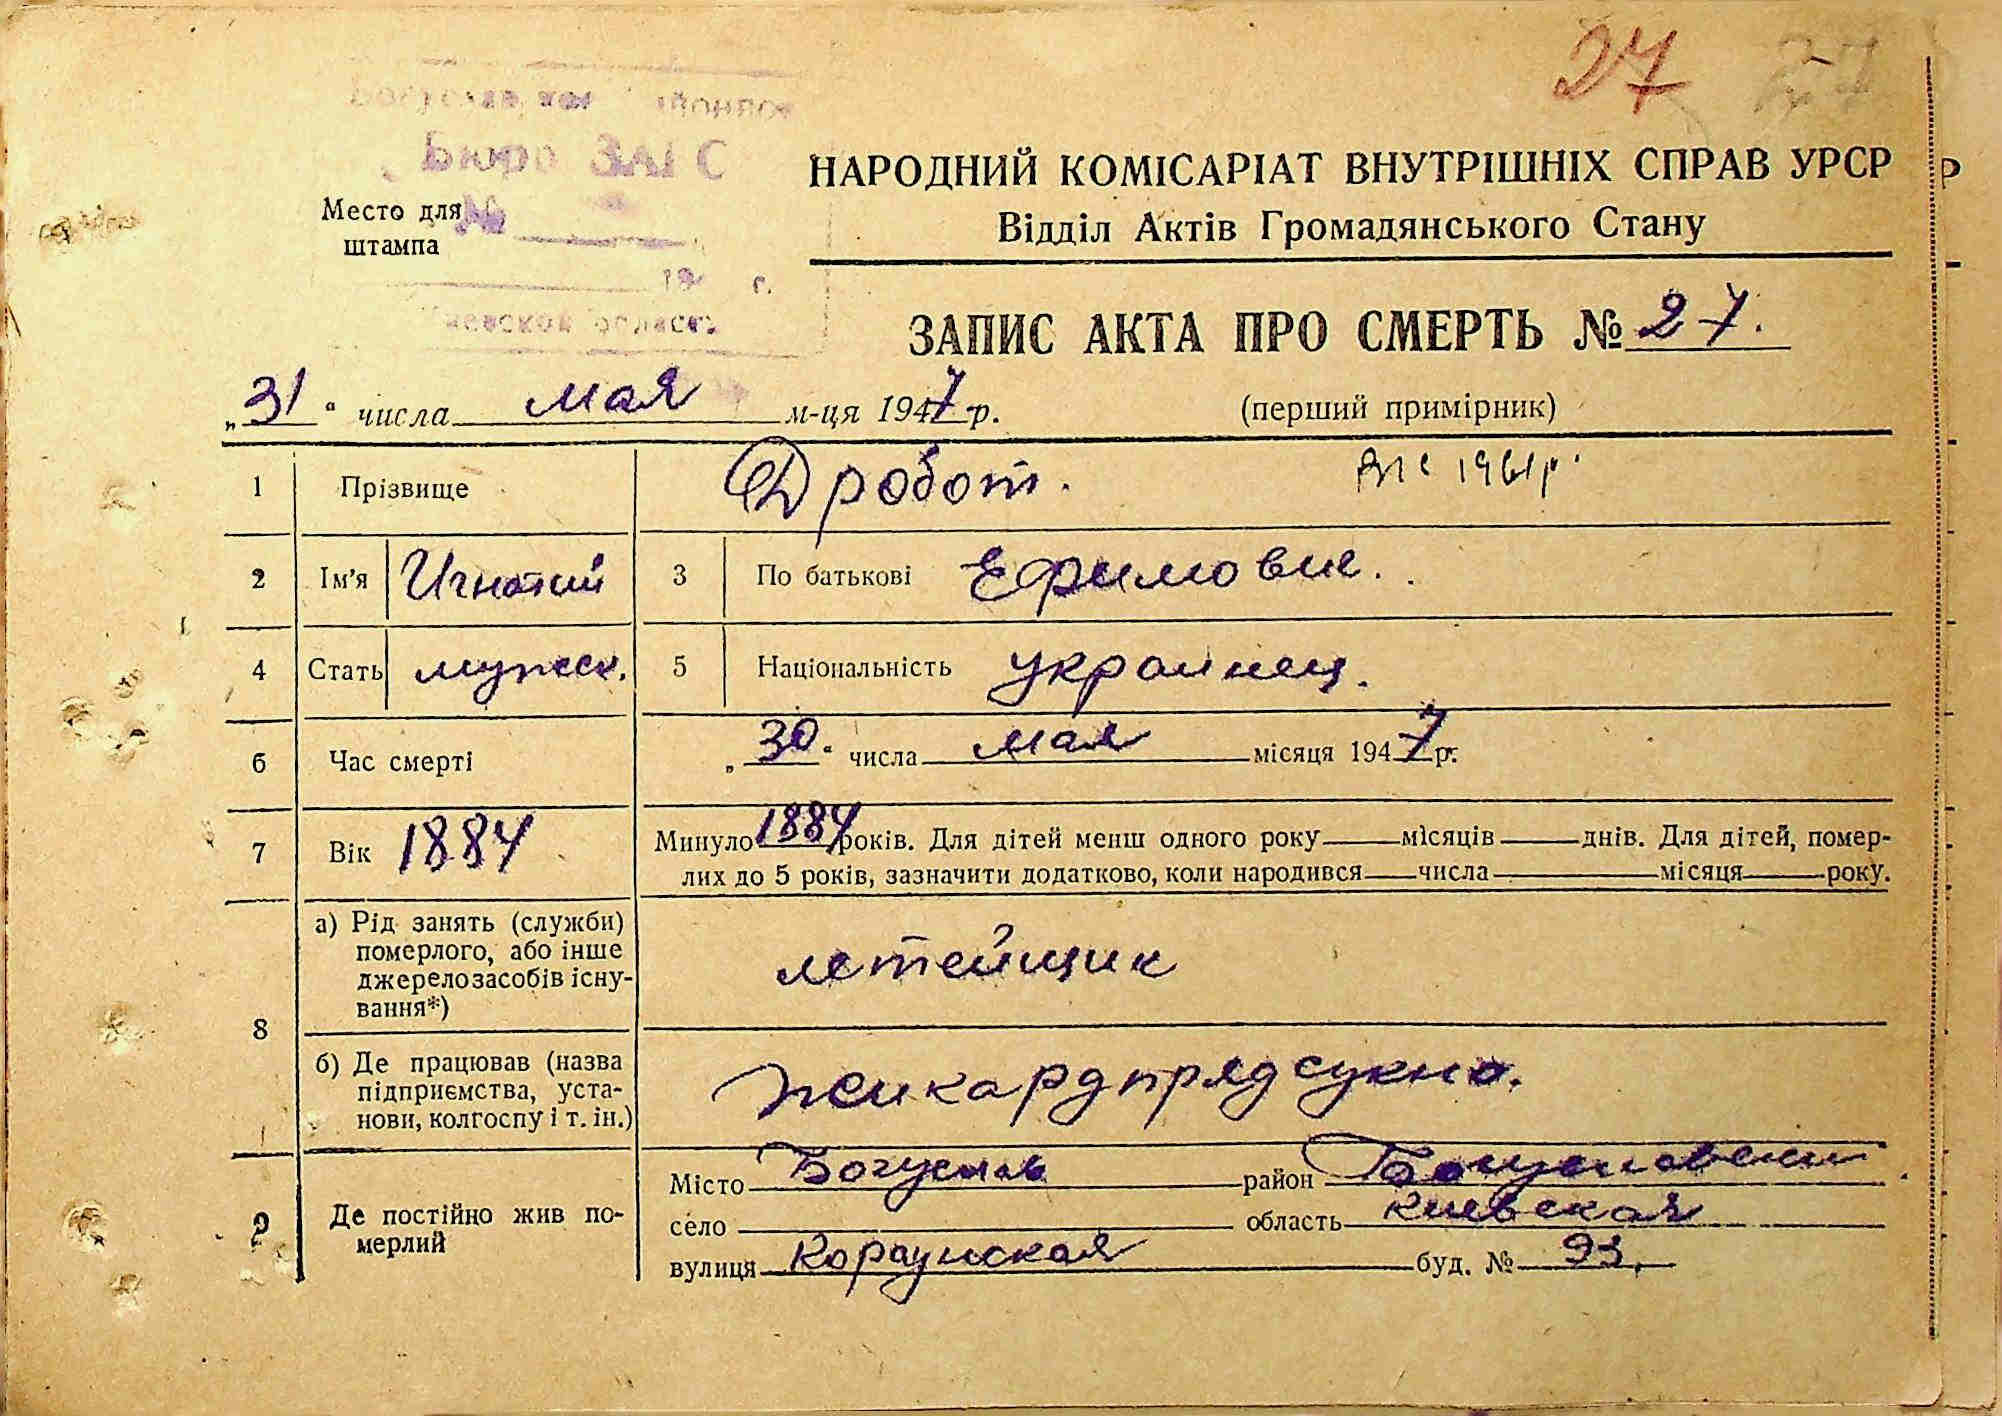 27 27
Бюро ЗАГС
Место для №
штампа
194 г.
Киевской области
НАРОДНИЙ КОМІСАРІАТ ВНУТРІШНІХ СПРАВ УРСР
Відділ Актів Громадянського Стану
ЗАПИС АКТА ПРО СМЕРТЬ № 27.
„31“ числа мая м-ця 1947 р. (перший примірник)
1 Прізвище Дробот. 1961р.
2 Ім'я Игнатий 3 По батькові Ефимович.
4 Стать мужск. 5 Національність украинец.
6 Час смерті „30“ числа мая місяця 1947 р.
7 Вік 1884 Минуло 1884 років. Для дітей менш одного року місяців днів. Для дітей, помер-
лих до 5 років, зазначити додатково, коли народився числа місяця року.
8 а) Рід занять (служби)
померлого, або інше
джерело засобів існу-
вання*)
б) Де працював (назва
підприємства, уста-
нови, колгоспу і т. ін.)
9 Де постійно жив по-
мерлий
Місто Богуслав район Богуславский
село область Киевская
вулиця буд. № 93.